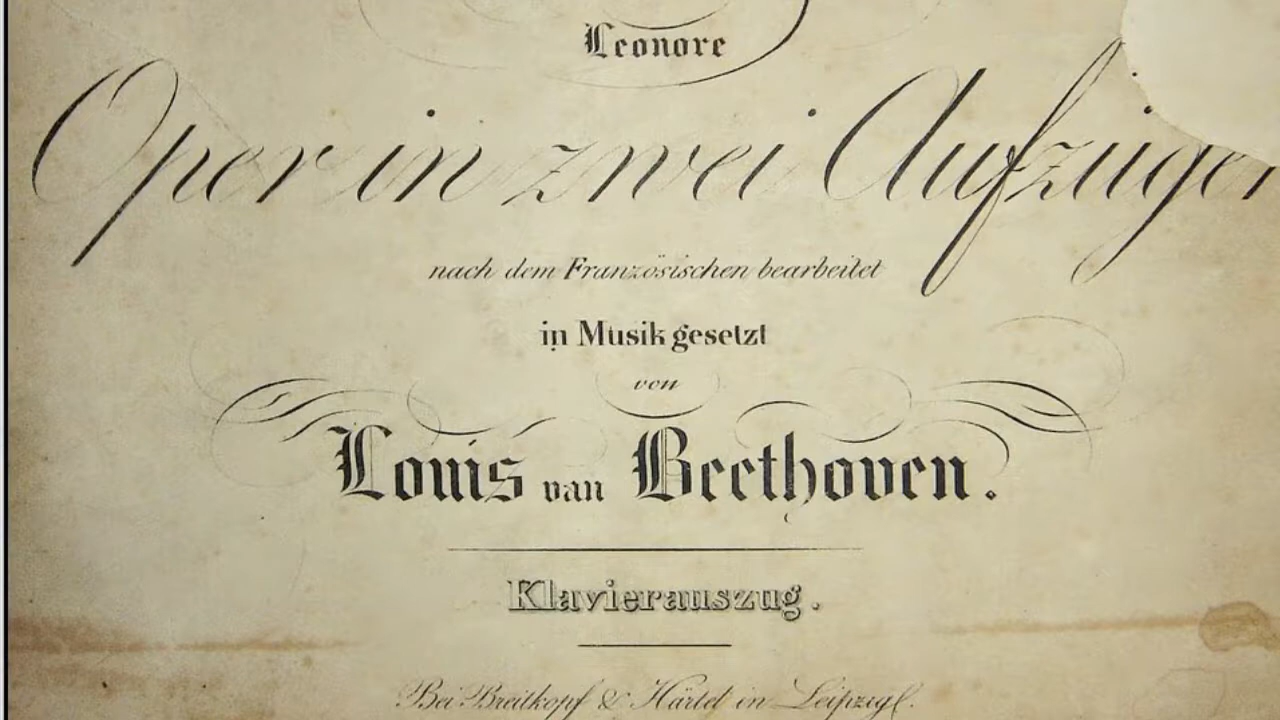 Leonore
Oper in zwei Aufzügen
nach dem Französischen bearbeitet
in Musik gesetzt
von
Louis van Beethoven.
Klavierauszug.
Bei Breitkopf & Härtel in Leipzig.